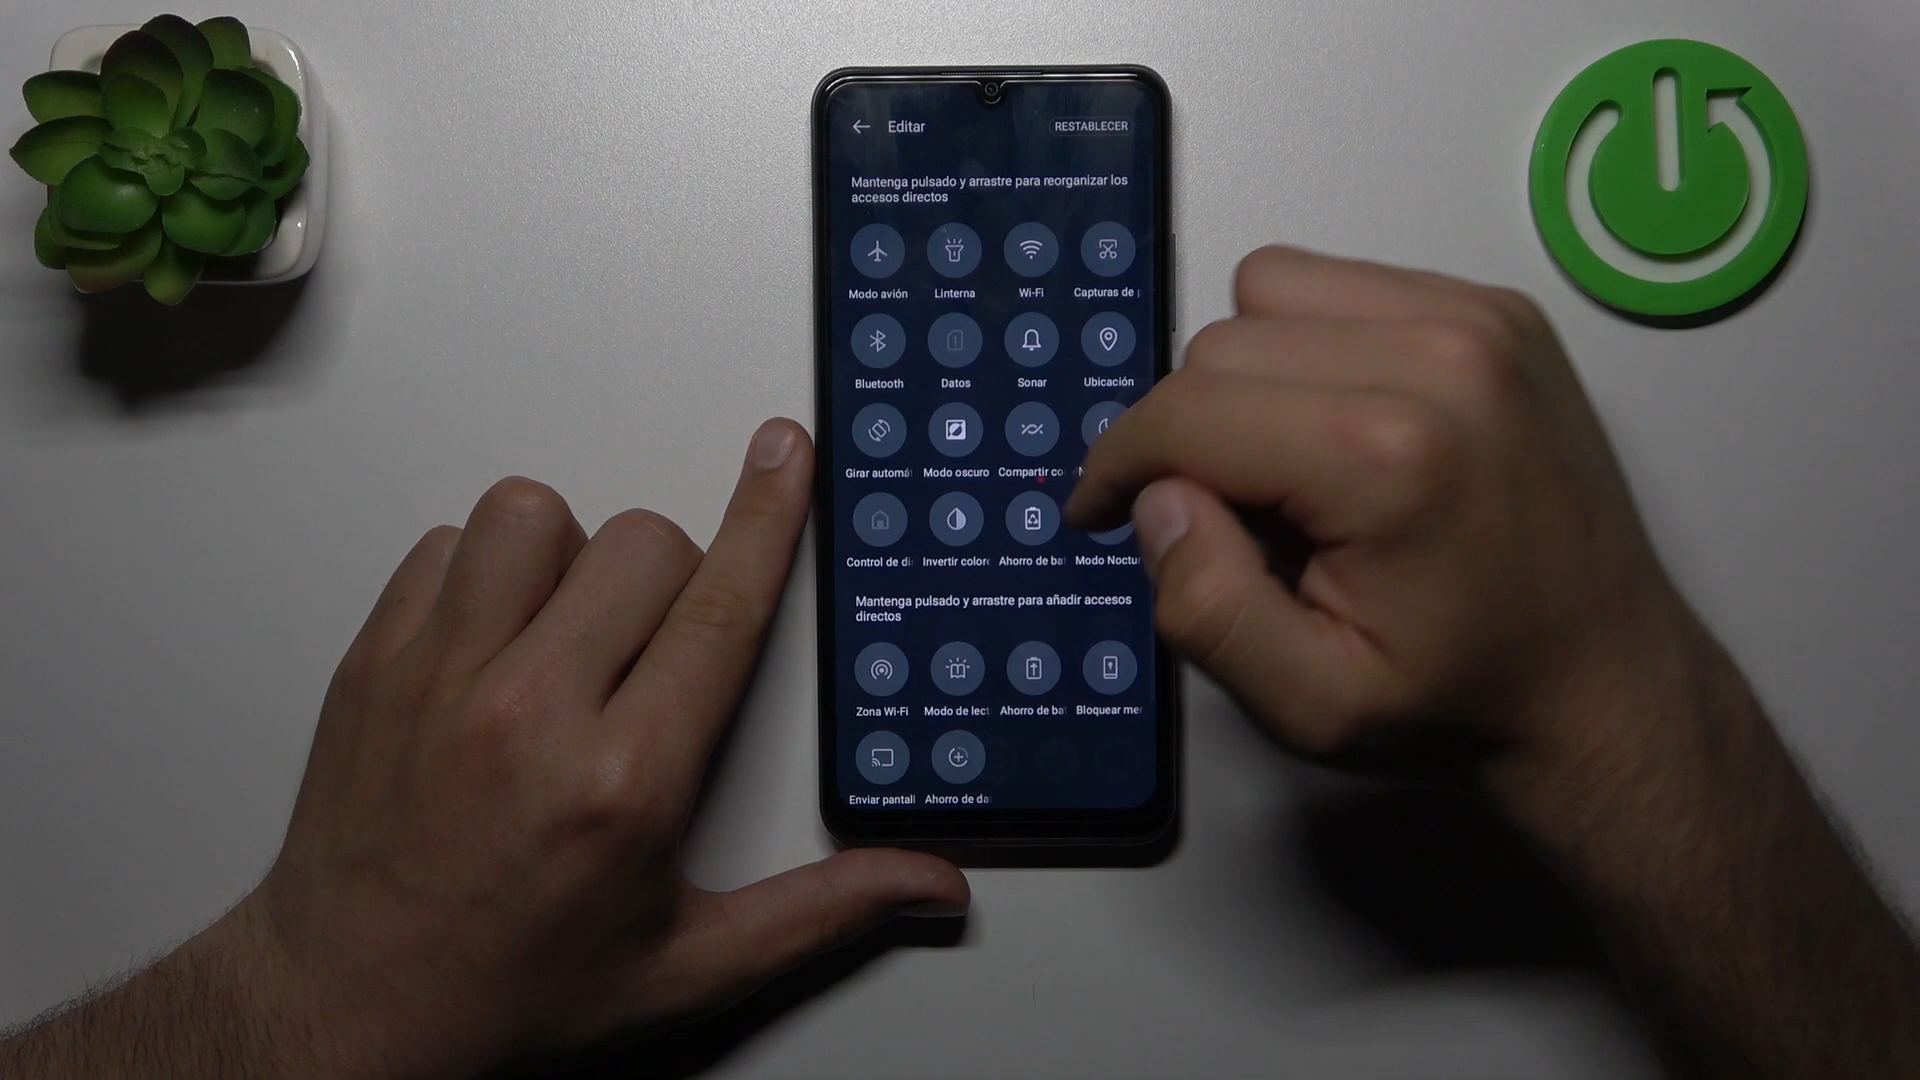 Editar
RESTABLECER
Mantenga pulsado y arrastre para reorganizar los
accesos directos
Modo avión
Linterna
Wi-Fi
Capturas de
Bluetooth
Datos
Sonar
Ubicación
Girar automá
Modo oscuro
Compartir co
Control de di
Invertir colore
Ahorro de ba
Modo Noctu
Mantenga pulsado y arrastre para añadir accesos
directos
Zona Wi-Fi
Modo de lect
Ahorro de ba
Bloquear me
Enviar pantall
Ahorro de da